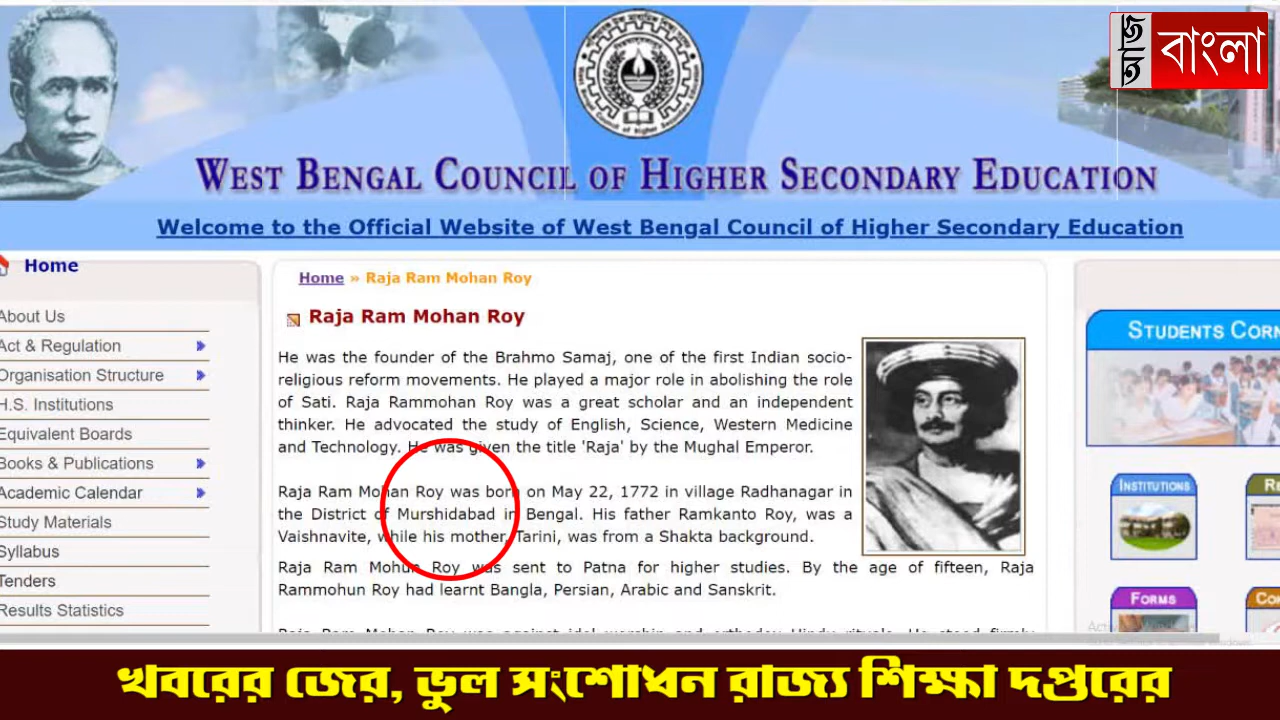 আজ বাংলা
WEST BENGAL COUNCIL OF HIGHER SECONDARY EDUCATION
Welcome to the Official Website of West Bengal Council of Higher Secondary Education
Home
About Us
Act & Regulation
Organisation Structure
H.S. Institutions
Equivalent Boards
Books & Publications
Academic Calendar
Study Materials
Syllabus
Tenders
Results Statistics
Home » Raja Ram Mohan Roy
Raja Ram Mohan Roy
He was the founder of the Brahmo Samaj, one of the first Indian socio-
religious reform movements. He played a major role in abolishing the role
of Sati. Raja Rammohan Roy was a great scholar and an independent
thinker. He advocated the study of English, Science, Western Medicine
and Technology. He was given the title 'Raja' by the Mughal Emperor.
Raja Ram Mohan Roy was born on May 22, 1772 in village Radhanagar in
the District of Murshidabad in Bengal. His father Ramkanto Roy, was a
Vaishnavite, while his mother, Tarini, was from a Shakta background.
Raja Ram Mohun Roy was sent to Patna for higher studies. By the age of fifteen, Raja
Rammohun Roy had learnt Bangla, Persian, Arabic and Sanskrit.
STUDENTS CORN
INSTITUTIONS
RE
FORMS
CO
খবরের জের, ভুল সংশোধন রাজ্য শিক্ষা দপ্তরের